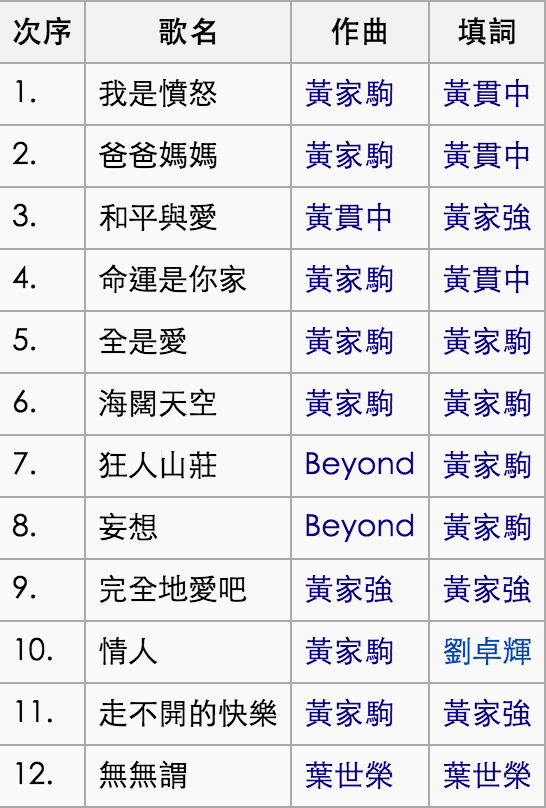 次序 歌名 作曲 填詞
1. 我是憤怒 黃家駒 黃貫中
2. 爸爸媽媽 黃家駒 黃貫中
3. 和平與愛 黃貫中 黃家強
4. 命運是你家 黃家駒 黃貫中
5. 全是愛 黃家駒 黃家駒
6. 海闊天空 黃家駒 黃家駒
7. 狂人山莊 Beyond 黃家駒
8. 妄想 Beyond 黃家駒
9. 完全地愛吧 黃家強 黃家強
10. 情人 黃家駒 劉卓輝
11. 走不開的快樂 黃家駒 黃家強
12. 無無謂 葉世榮 葉世榮